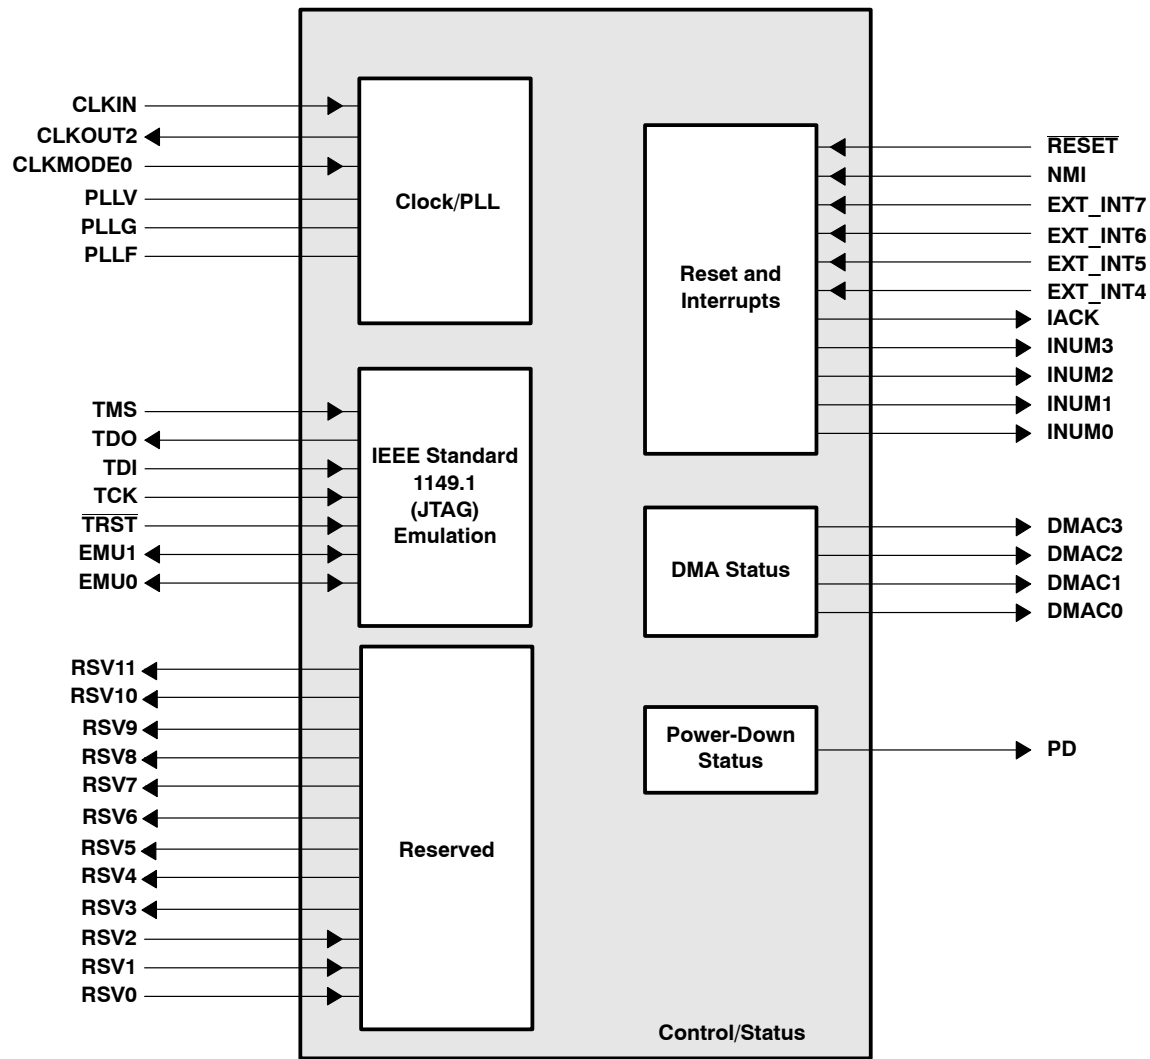 CLKIN
CLKOUT2
CLKMODE0
PLLV
PLLG
PLLF
Clock/PLL
TMS
TDO
TDI
TCK
TRST
EMU1
EMU0
IEEE Standard
1149.1
(JTAG)
Emulation
RSV11
RSV10
RSV9
RSV8
RSV7
RSV6
RSV5
RSV4
RSV3
RSV2
RSV1
RSV0
Reserved
Reset and
Interrupts
RESET
NMI
EXT_INT7
EXT_INT6
EXT_INT5
EXT_INT4
IACK
INUM3
INUM2
INUM1
INUM0
DMA Status
DMAC3
DMAC2
DMAC1
DMAC0
Power-Down
Status
PD
Control/Status